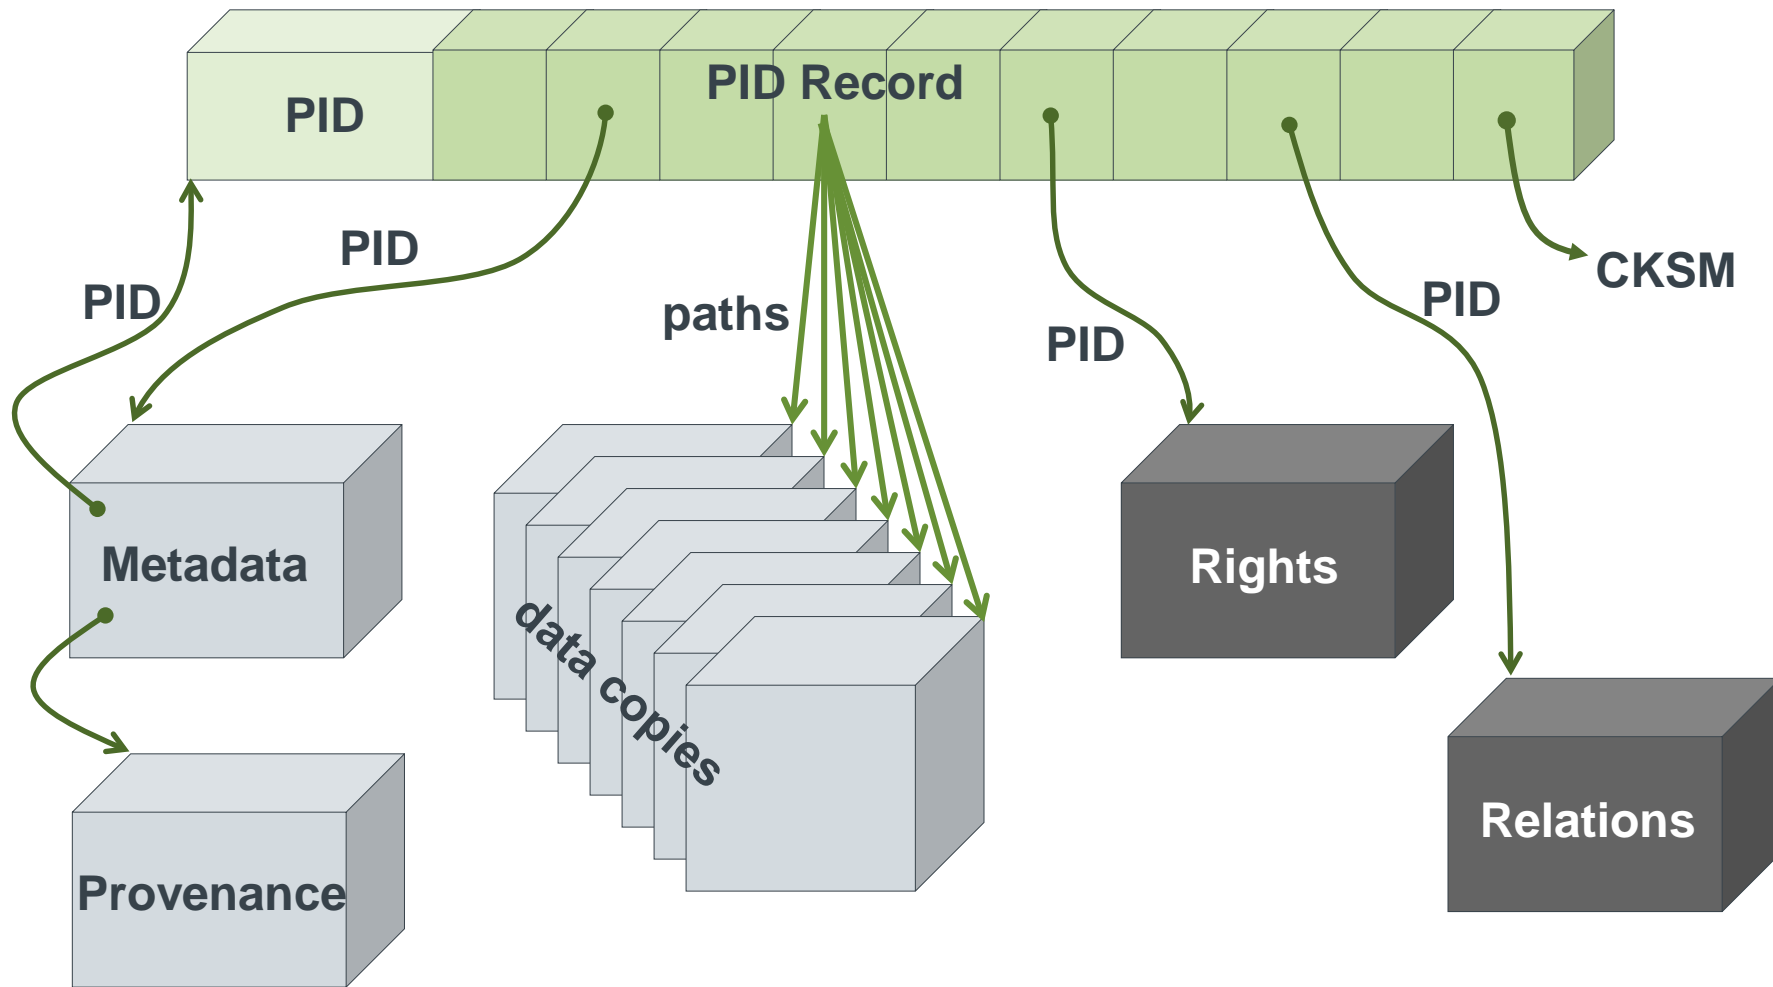 PID Record
PID
PID
PID
PID
PID
CKSM
paths
Metadata
Rights
data copies
Relations
Provenance